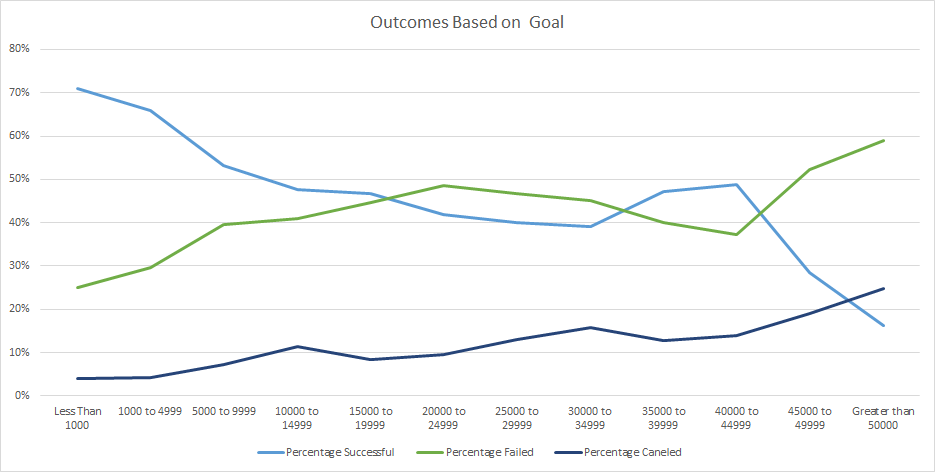 Outcomes Based on  Goal
80%
70%
60%
50%
40%
30%
20%
10%
0%
Less Than
1000
1000 to 4999
5000 to 9999
10000 to
14999
15000 to
19999
20000 to
24999
25000 to
29999
30000 to
34999
35000 to
39999
40000 to
44999
45000 to
49999
Greater than
50000
Percentage Successful
Percentage Failed
Percentage Caneled